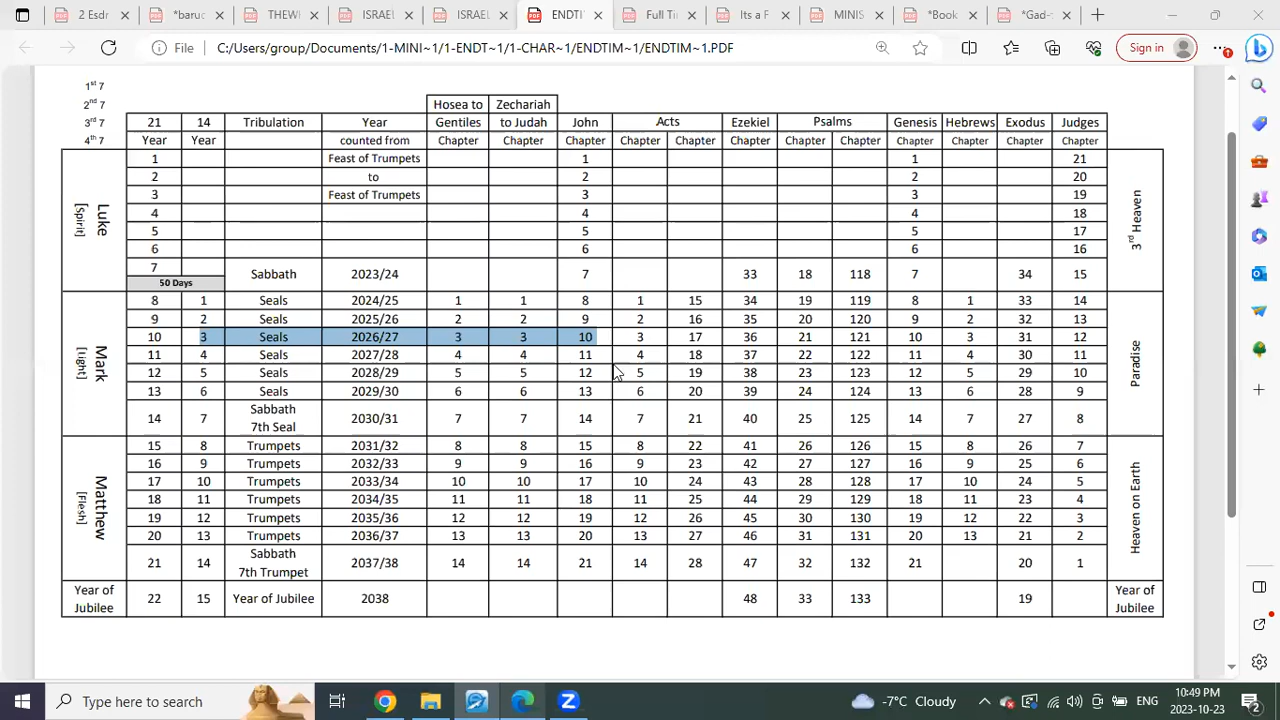 2 Esdr
*baruc
THEWI
ISRAEL
ISRAEL
ENDTI
Full Ti
Its a F
MINIS
*Book
*Gad-t
File C:/Users/group/Documents/1-MINI~1/1-ENDT~1/1-CHAR~1/ENDTIM~1/ENDTIM~1.PDF Sign in
1st 7
2nd 7 Hosea to Zechariah
3rd 7 21 14 Tribulation Year Gentiles to Judah John Acts Ezekiel Psalms Genesis Hebrews Exodus Judges
4th 7 Year Year counted from Chapter Chapter Chapter Chapter Chapter Chapter Chapter Chapter Chapter Chapter Chapter Chapter
Luke
[Spirit]
3rd Heaven
1 Feast of Trumpets 1 1 21
2 to 2 2 20
3 Feast of Trumpets 3 3 19
4 4 4 18
5 5 5 17
6 6 6 16
7 Sabbath 2023/24 7 33 18 118 7 34 15
50 Days
Mark
[Light]
Paradise
8 1 Seals 2024/25 1 1 8 1 15 34 19 119 8 1 33 14
9 2 Seals 2025/26 2 2 9 2 16 35 20 120 9 2 32 13
10 3 Seals 2026/27 3 3 10 3 17 36 21 121 10 3 31 12
11 4 Seals 2027/28 4 4 11 4 18 37 22 122 11 4 30 11
12 5 Seals 2028/29 5 5 12 5 19 38 23 123 12 5 29 10
13 6 Seals 2029/30 6 6 13 6 20 39 24 124 13 6 28 9
14 7 Sabbath 7th Seal 2030/31 7 7 14 7 21 40 25 125 14 7 27 8
Matthew
[Flesh]
Heaven on Earth
15 8 Trumpets 2031/32 8 8 15 8 22 41 26 126 15 8 26 7
16 9 Trumpets 2032/33 9 9 16 9 23 42 27 127 16 9 25 6
17 10 Trumpets 2033/34 10 10 17 10 24 43 28 128 17 10 24 5
18 11 Trumpets 2034/35 11 11 18 11 25 44 29 129 18 11 23 4
19 12 Trumpets 2035/36 12 12 19 12 26 45 30 130 19 12 22 3
20 13 Trumpets 2036/37 13 13 20 13 27 46 31 131 20 13 21 2
21 14 Sabbath 7th Trumpet 2037/38 14 14 21 14 28 47 32 132 21 20 1
Year of Jubilee 22 15 Year of Jubilee 2038 48 33 133 19 Year of Jubilee
Type here to search
-7°C Cloudy
ENG
10:49 PM
2023-10-23
2